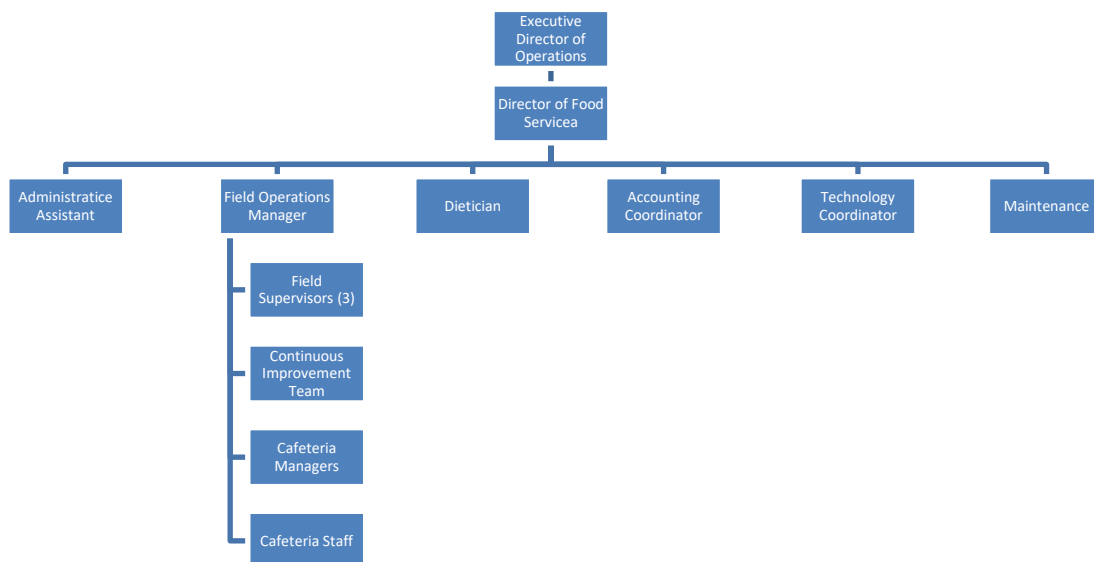 Executive
Director of
Operations
Director of Food
Servicea
Administratice
Assistant
Field Operations
Manager
Dietician
Accounting
Coordinator
Technology
Coordinator
Maintenance
Field
Supervisors (3)
Continuous
Improvement
Team
Cafeteria
Managers
Cafeteria Staff